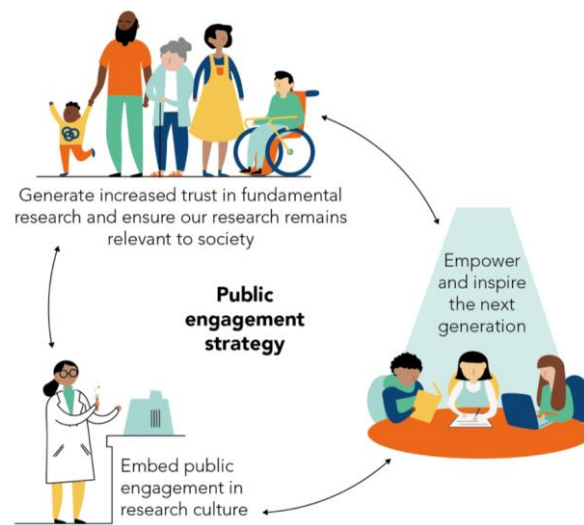 Generate increased trust in fundamental
research and ensure our research remains
relevant to society
Empower
and inspire
the next
generation
Public
engagement
strategy
Embed public
engagement in
research culture